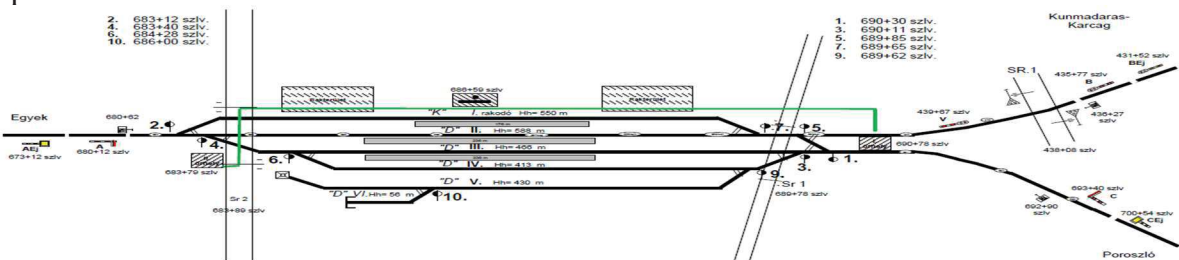 2. 683+12 szlv.
4. 683+40 szlv.
6. 684+28 szlv.
10. 686+00 szlv.
1. 690+30 szlv.
3. 690+11 szlv.
5. 689+85 szlv.
7. 689+65 szlv.
9. 689+62 szlv.
Kunmadaras-
Karcag
431+52 szlv
BEj
435+77 szlv
B
SR.1
436+27
szlv
438+08 szlv
439+67 szlv
V
686+59 szlv
"K" I. rakodó Hh= 550 m
"D" II. Hh= 588 m
"D" III. Hh= 466 m
"D" IV. Hh= 413 m
"D" V. Hh= 430 m
"D" VI. Hh= 56 m
Egyek
680+62
2.
AEj
673+12 szlv
A
680+12 szlv
4.
683+79 szlv
6.
10.
Sr 2
683+89 szlv
7.
5.
3.
1.
9.
690+78 szlv
Sr 1
689+78 szlv
693+40 szlv
C
692+90
szlv
700+54 szlv
CEj
Poroszló